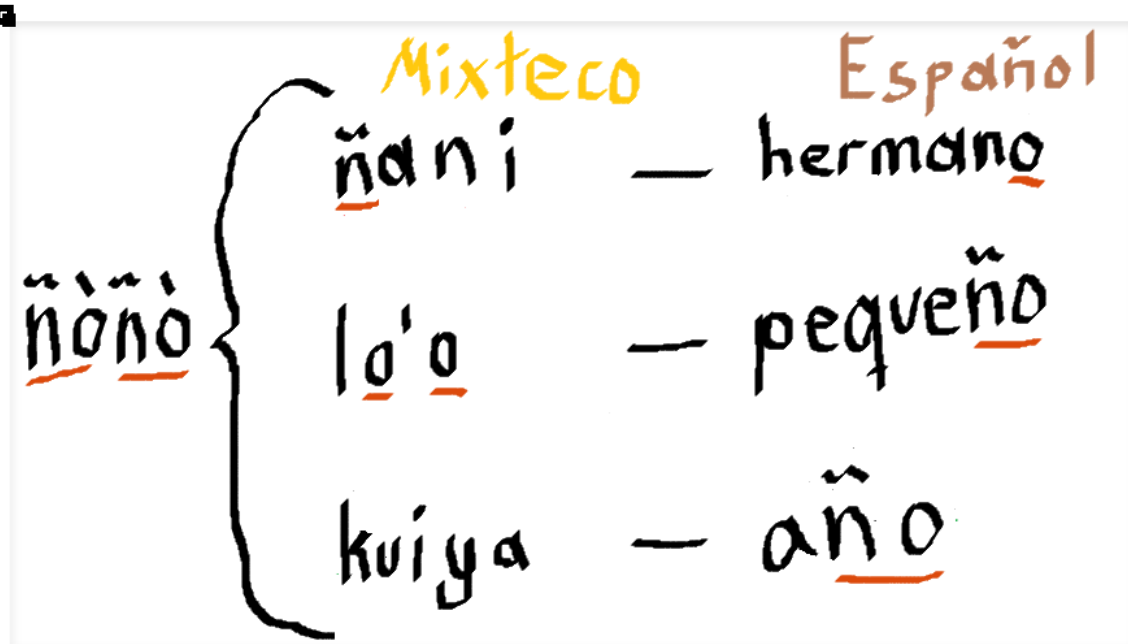 Mixteco Español
ñani — hermano
ñòñò
lo'o — pequeño
kuiya — año